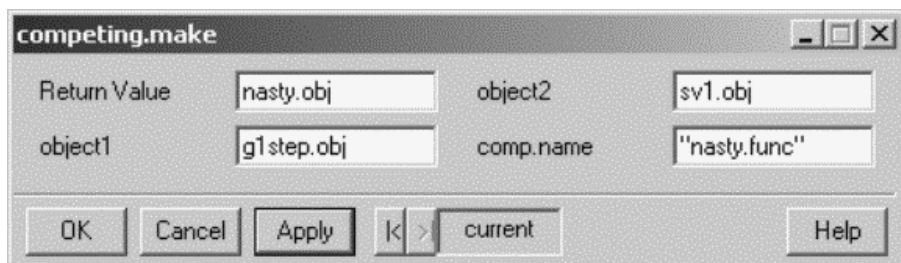 competing.make
Return Value nasty.obj object2 sv1.obj
object1 g1step.obj comp.name "nasty.func"
OK Cancel Apply current Help